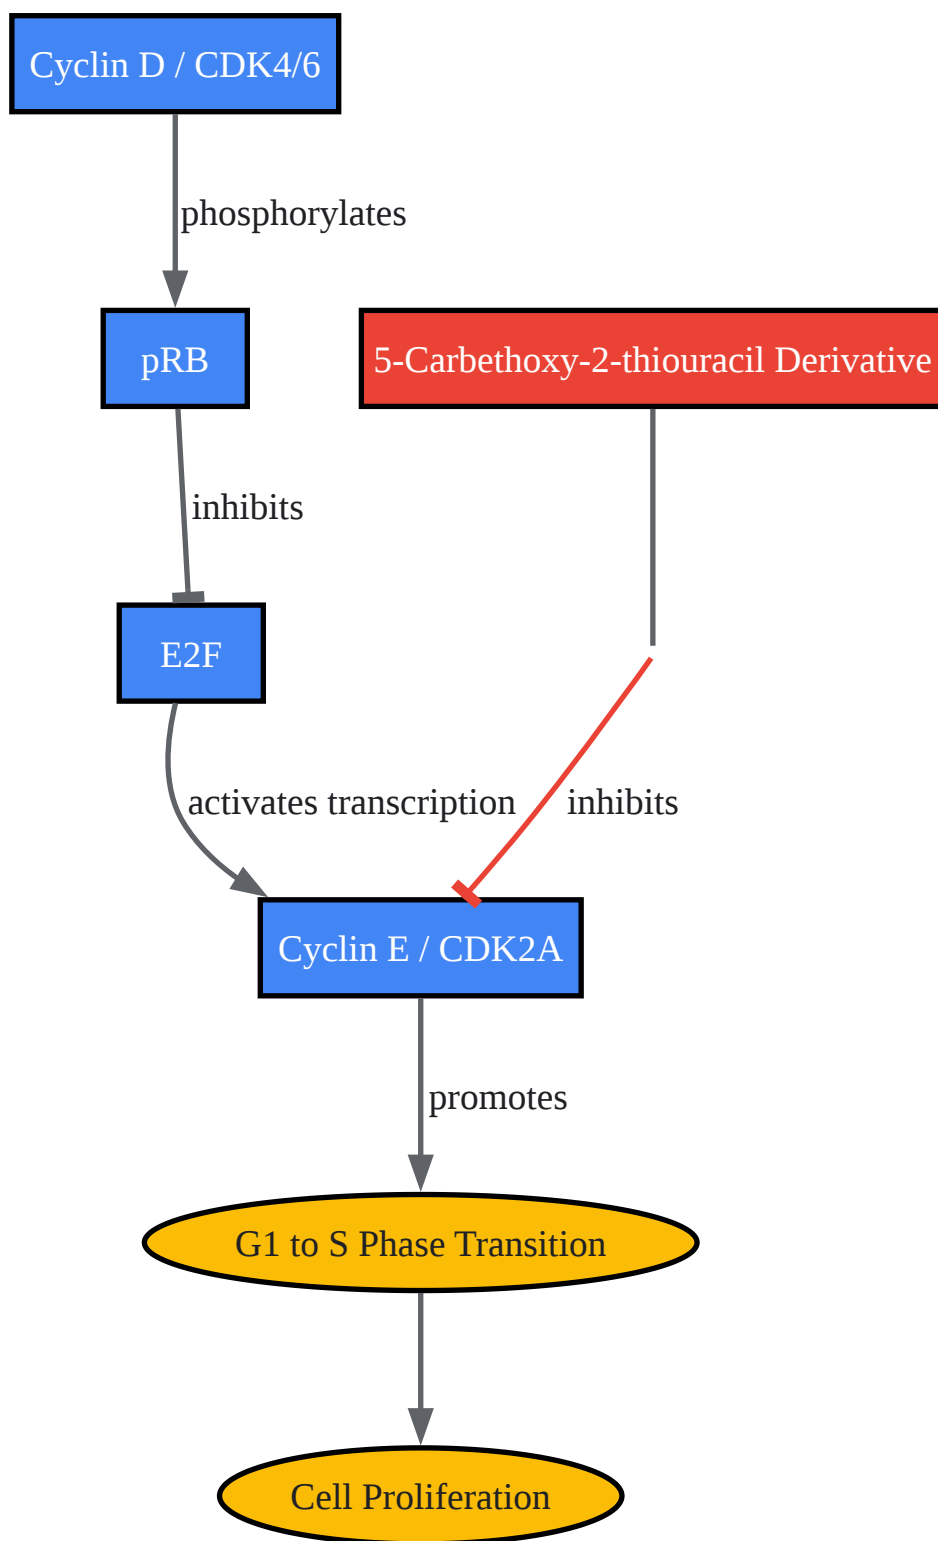 Cyclin D / CDK4/6
phosphorylates
pRB
5-Carbethoxy-2-thiouracil Derivative
inhibits
E2F
activates transcription
inhibits
Cyclin E / CDK2A
promotes
G1 to S Phase Transition
Cell Proliferation